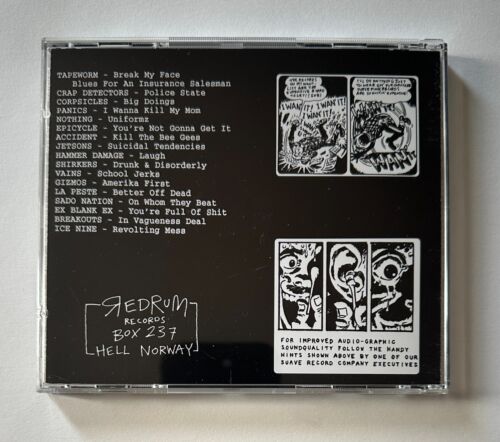 TAPEWORM - Break My Face
Blues For An Insurance Salesman
CRAP DETECTORS - Police State
CORPSICLES - Big Doings
PANICS - I Wanna Kill My Mom
NOTHING - Uniformz
EPICYCLE - You're Not Gonna Get It
ACCIDENT - Kill The Bee Gees
JETSONS - Suicidal Tendencies
HAMMER DAMAGE - Laugh
SHIRKERS - Drunk & Disorderly
VAINS - School Jerks
GIZMOS - Amerika First
LA PESTE - Better Off Dead
SADO NATION - On Whom They Beat
EX BLANK EX - You're Full Of Shit
BREAKOUTS - In Vagueness Deal
ICE NINE - Revolting Mess
REDRUM
RECORDS
BOX 237
HELL NORWAY
I WANT IT! I WANT IT!
I WANT IT!
WANT
FOR IMPROVED AUDIO-GRAPHIC
SOUNDQUALITY FOLLOW THE HANDY
HINTS SHOWN ABOVE BY ONE OF OUR
SUAVE RECORD COMPANY EXECUTIVES